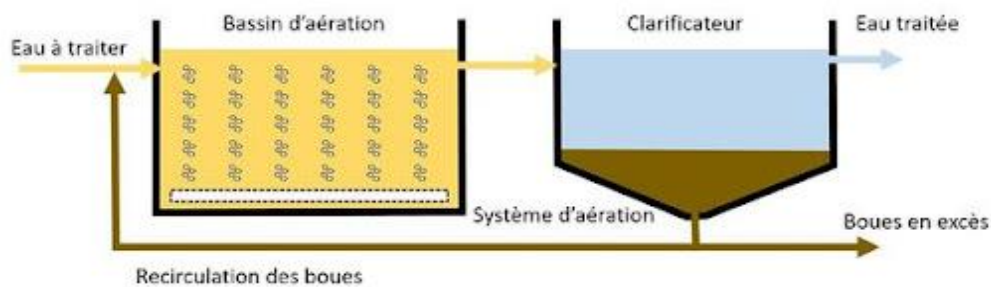 Bassin d'aération
Clarificateur
Eau traitée
Eau à traiter
Système d'aération
Boues en excès
Recirculation des boues